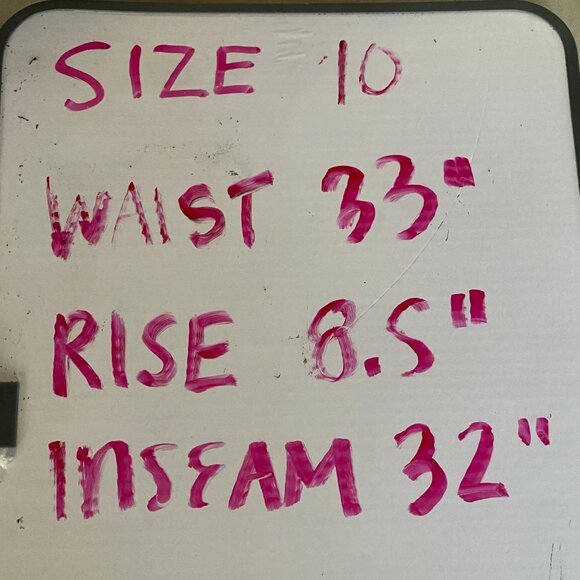 SIZE 10
WAIST 33"
RISE 8.5"
INSEAM 32"